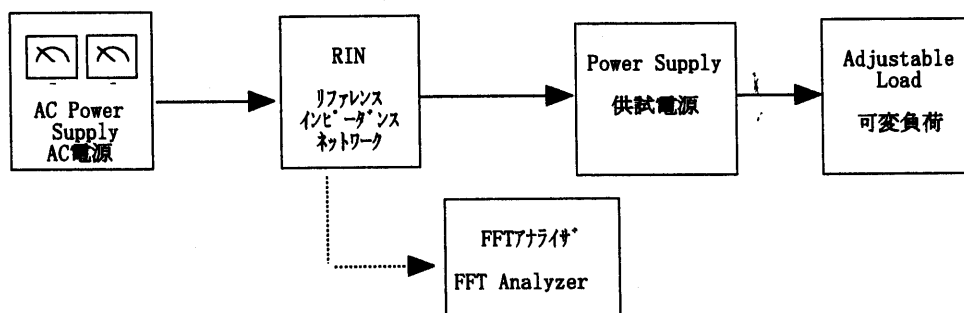 AC Power
Supply
AC電源
RIN
ﾘﾌｧﾚﾝｽ
ｲﾝﾋﾟｰﾀﾞﾝｽ
ﾈｯﾄﾜｰｸ
Power Supply
供試電源
Adjustable
Load
可変負荷
FFTｱﾅﾗｲｻﾞ
FFT Analyzer